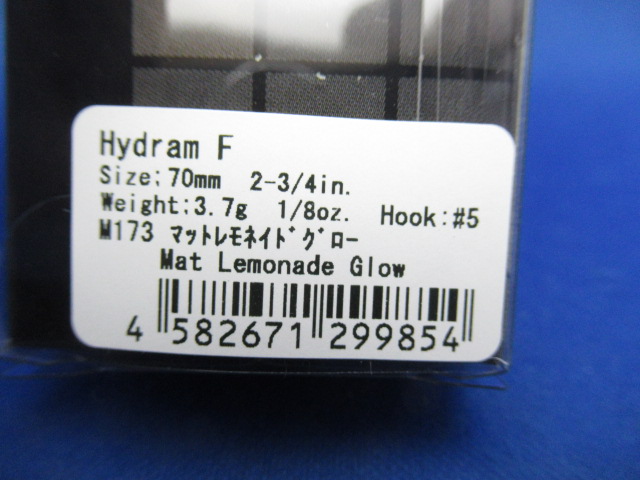 Hydram F
Size:70mm 2-3/4in.
Weight:3.7g 1/8oz. Hook:#5
M173 マットレモネイドグロー
Mat Lemonade Glow
4 582671 299854